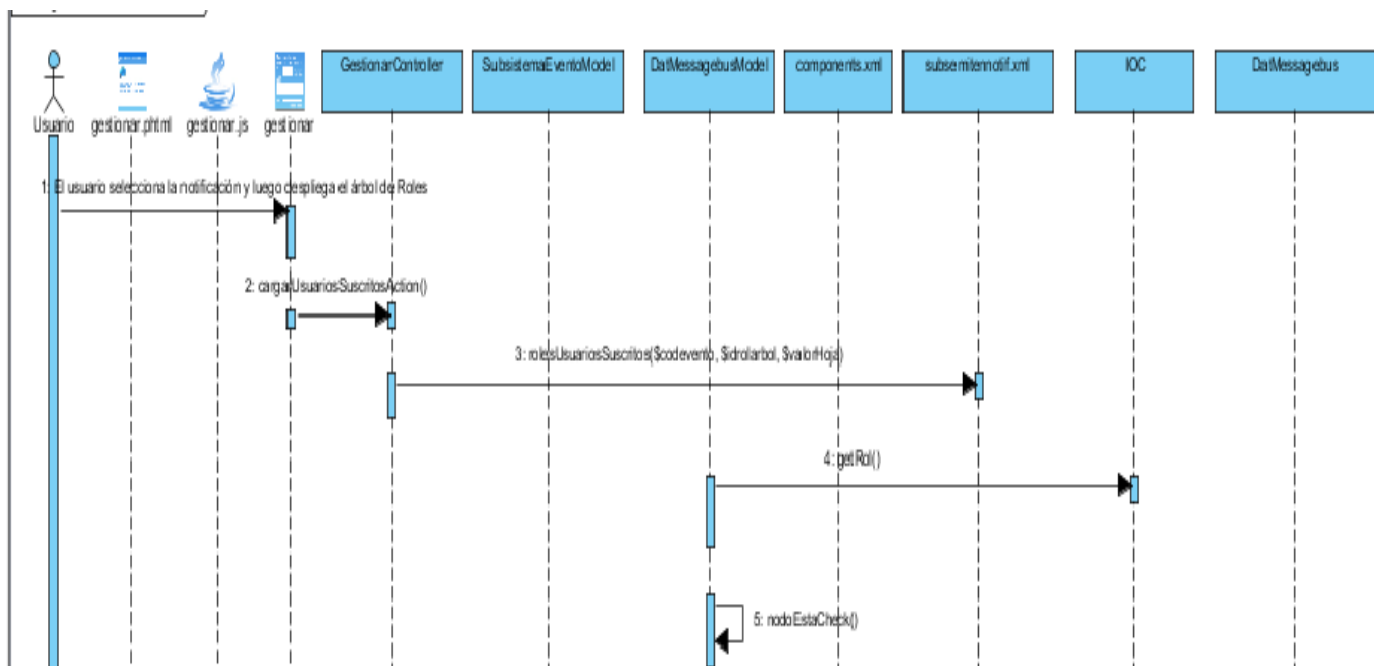 GestionarController
SubsistemaEventoModel
DatMessagebusModel
components.xml
subsemitennotif.xml
IOC
DatMessagebus
Usuario
gestionar.phtml
gestionar.js
gestionar
1: El usuario selecciona la notificación y luego despliega el árbol de Roles
2: cargarUsuariosSuscritosAction()
3: rolesUsuariosSuscritos($codevento, $idrolarbol, $valorHoja)
4: getRol()
5: nodoEstaCheck()